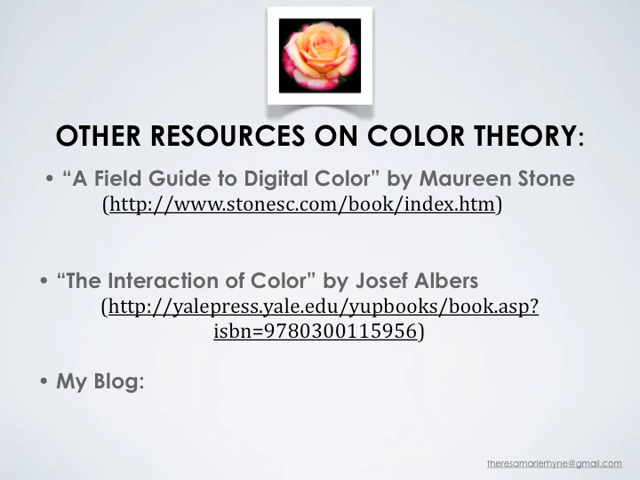 OTHER RESOURCES ON COLOR THEORY:
• “A Field Guide to Digital Color” by Maureen Stone
(http://www.stonesc.com/book/index.htm)
• “The Interaction of Color” by Josef Albers
(http://yalepress.yale.edu/yupbooks/book.asp?
isbn=9780300115956)
• My Blog:
theresamarierhyne@gmail.com